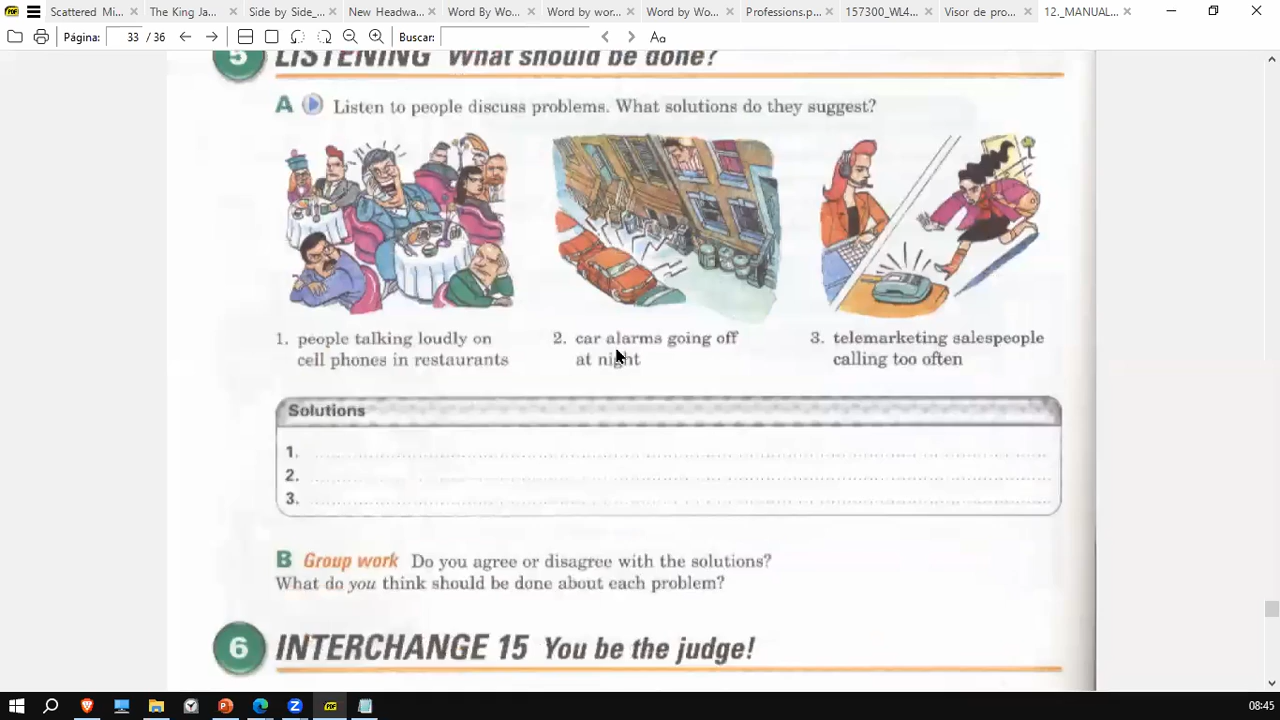 Scattered Mi...
The King Ja...
Side by Side_...
New Headwa...
Word By Wo...
Word by wor...
Word by Wo...
Professions.p...
157300_WL4...
Visor de pro...
12._MANUAL...
Página:
33 / 36
Buscar:
5 LISTENING What should be done?
A Listen to people discuss problems. What solutions do they suggest?
1. people talking loudly on
cell phones in restaurants
2. car alarms going off
at night
3. telemarketing salespeople
calling too often
Solutions
1.
2.
3.
B Group work Do you agree or disagree with the solutions?
What do you think should be done about each problem?
6 INTERCHANGE 15 You be the judge!
08:45